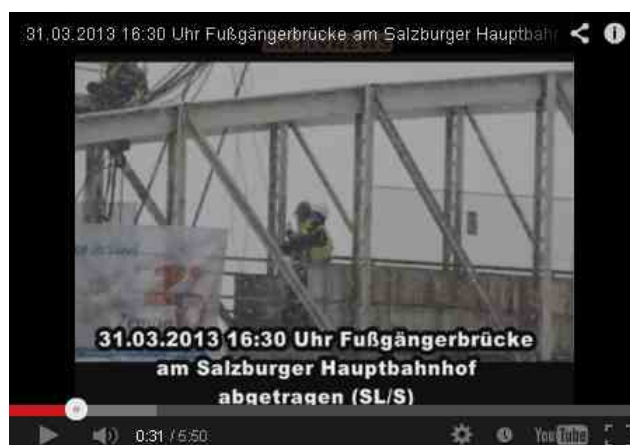 31.03.2013 16:30 Uhr Fußgängerbrücke am Salzburger Hauptbahn
31.03.2013 16:30 Uhr Fußgängerbrücke
am Salzburger Hauptbahnhof
abgetragen (SL/S)
0:31 / 6:50
YouTube